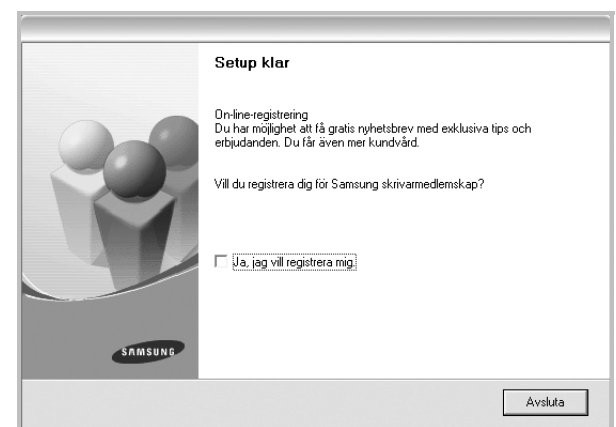 Setup klar
On-line-registrering
Du har möjlighet att få gratis nyhetsbrev med exklusiva tips och
erbjudanden. Du får även mer kundvård.
Vill du registrera dig för Samsung skrivarmedlemskap?
Ja, jag vill registrera mig.
SAMSUNG
Avsluta